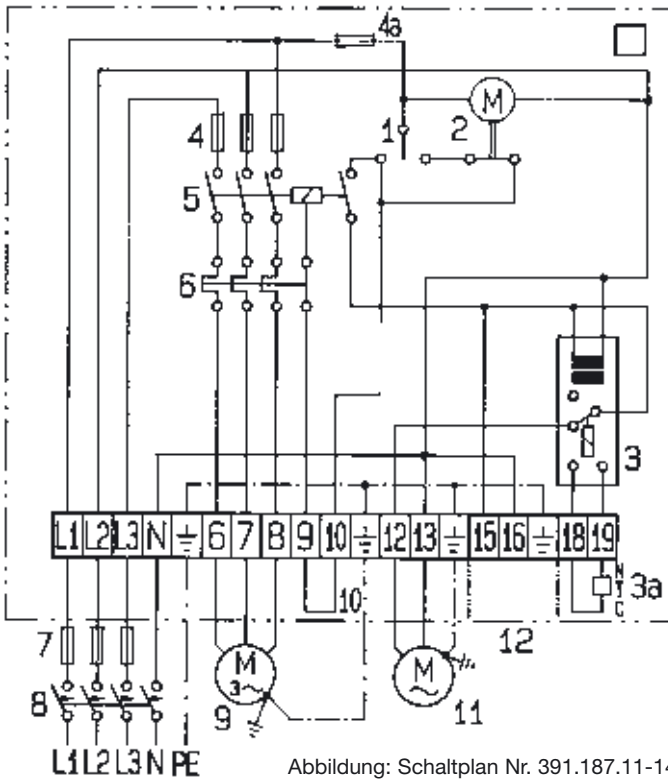 4a
M
1
2
4
5
6
3
L1 L2 L3 N 6 7 8 9 10 12 13 15 16 18 19
N
T
C
3a
10
7
12
M
3~
M
~
8
9
11
L1 L2 L3 N PE
Abbildung: Schaltplan Nr. 391.187.11-14